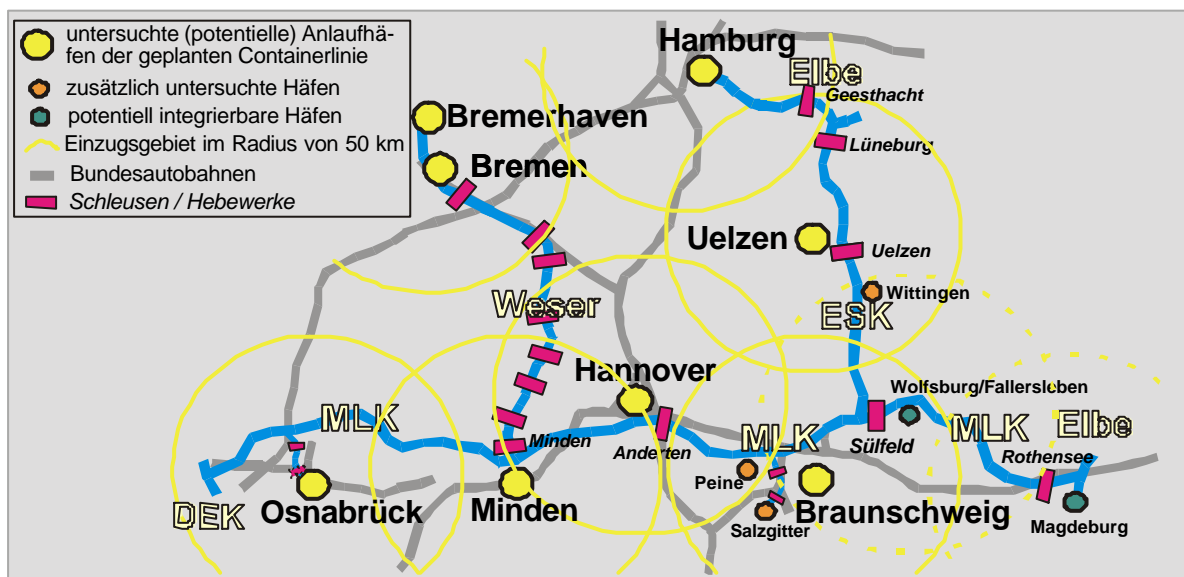 untersuchte (potentielle) Anlaufhä-
fen der geplanten Containerlinie
zusätzlich untersuchte Häfen
potentiell integrierbare Häfen
Einzugsgebiet im Radius von 50 km
Bundesautobahnen
Schleusen / Hebewerke
Hamburg
Elbe
Geesthacht
Bremerhaven
Lüneburg
Bremen
Uelzen
Uelzen
Wittingen
Weser
ESK
Hannover
Wolfsburg/Fallersleben
MLK
MLK
MLK
Elbe
Minden
Anderten
Sülfeld
Rothensee
Peine
DEK
Osnabrück
Minden
Braunschweig
Salzgitter
Magdeburg